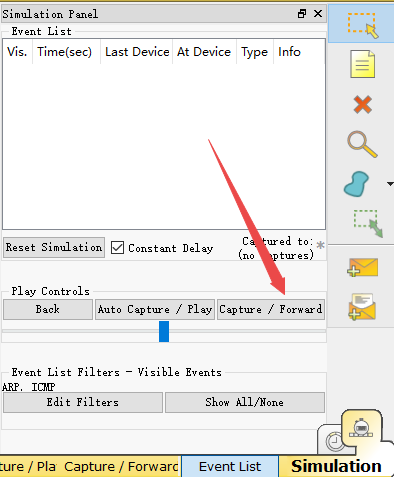 Simulation Panel
Event List
Vis. Time(sec) Last Device At Device Type Info
Reset Simulation Constant Delay Captured to: *
(no captures)
Play Controls
Back Auto Capture / Play Capture / Forward
Event List Filters - Visible Events
ARP, ICMP
Edit Filters Show All/None
ture / Pla Capture / Forward Event List Simulation